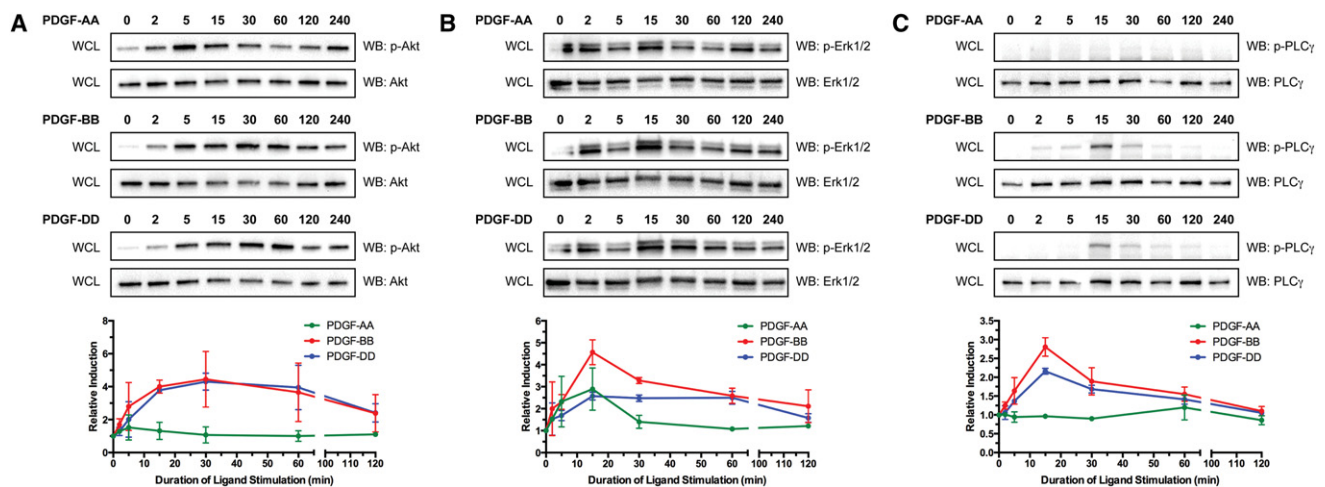 A
PDGF-AA 0 2 5 15 30 60 120 240
WCL WB: p-Akt
WCL WB: Akt
PDGF-BB 0 2 5 15 30 60 120 240
WCL WB: p-Akt
WCL WB: Akt
PDGF-DD 0 2 5 15 30 60 120 240
WCL WB: p-Akt
WCL WB: Akt
8
6
4
2
0
Relative Induction
PDGF-AA
PDGF-BB
PDGF-DD
0 10 20 30 40 50 60 100 110 120
Duration of Ligand Stimulation (min)
B
PDGF-AA 0 2 5 15 30 60 120 240
WCL WB: p-Erk1/2
WCL WB: Erk1/2
PDGF-BB 0 2 5 15 30 60 120 240
WCL WB: p-Erk1/2
WCL WB: Erk1/2
PDGF-DD 0 2 5 15 30 60 120 240
WCL WB: p-Erk1/2
WCL WB: Erk1/2
6
5
4
3
2
1
0
Relative Induction
PDGF-AA
PDGF-BB
PDGF-DD
0 10 20 30 40 50 60 100 110 120
Duration of Ligand Stimulation (min)
C
PDGF-AA 0 2 5 15 30 60 120 240
WCL WB: p-PLCγ
WCL WB: PLCγ
PDGF-BB 0 2 5 15 30 60 120 240
WCL WB: p-PLCγ
WCL WB: PLCγ
PDGF-DD 0 2 5 15 30 60 120 240
WCL WB: p-PLCγ
WCL WB: PLCγ
3.5
3.0
2.5
2.0
1.5
1.0
0.5
0.0
Relative Induction
PDGF-AA
PDGF-BB
PDGF-DD
0 10 20 30 40 50 60 100 110 120
Duration of Ligand Stimulation (min)